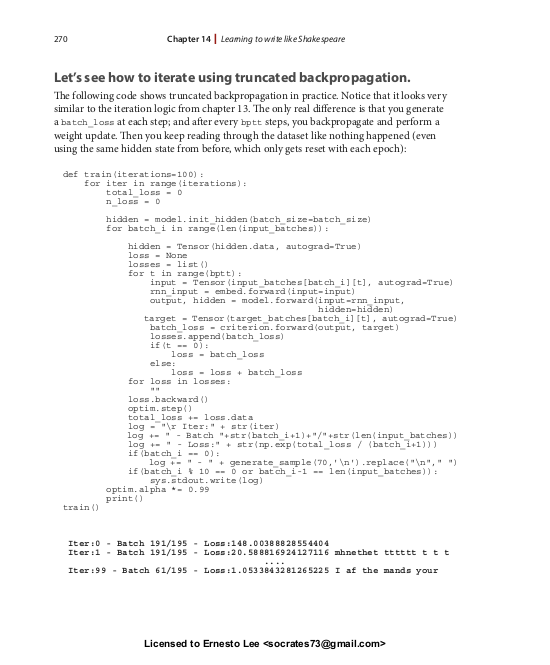 270
Chapter 14 | Learning to write like Shakespeare
Let's see how to iterate using truncated backpropagation.
The following code shows truncated backpropagation in practice. Notice that it looks very
similar to the iteration logic from chapter 13. The only real difference is that you generate
a batch_loss at each step; and after every bptt steps, you backpropagate and perform a
weight update. Then you keep reading through the dataset like nothing happened (even
using the same hidden state from before, which only gets reset with each epoch):
def train(iterations=100):
    for iter in range(iterations):
        total_loss = 0
        n_loss = 0
        hidden = model.init_hidden(batch_size=batch_size)
        for batch_i in range(len(input_batches)):
            hidden = Tensor(hidden.data, autograd=True)
            loss = None
            losses = list()
            for t in range(bptt):
                input = Tensor(input_batches[batch_i][t], autograd=True)
                rnn_input = embed.forward(input=input)
                output, hidden = model.forward(input=rnn_input,
                                               hidden=hidden)
               target = Tensor(target_batches[batch_i][t], autograd=True)
                batch_loss = criterion.forward(output, target)
                losses.append(batch_loss)
                if(t == 0):
                    loss = batch_loss
                else:
                    loss = loss + batch_loss
            for loss in losses:
                ""
            loss.backward()
            optim.step()
            total_loss += loss.data
            log = "\r Iter:" + str(iter)
            log += " - Batch "+str(batch_i+1)+"/"+str(len(input_batches))
            log += " - Loss:" + str(np.exp(total_loss / (batch_i+1)))
            if(batch_i == 0):
                log += " - " + generate_sample(70,'\n').replace("\n"," ")
            if(batch_i % 10 == 0 or batch_i-1 == len(input_batches)):
                sys.stdout.write(log)
        optim.alpha *= 0.99
        print()
train()
Iter:0 - Batch 191/195 - Loss:148.00388828554404
Iter:1 - Batch 191/195 - Loss:20.588816924127116 mhnethet tttttt t t t
....
Iter:99 - Batch 61/195 - Loss:1.0533843281265225 I af the mands your
Licensed to Ernesto Lee <socrates73@gmail.com>